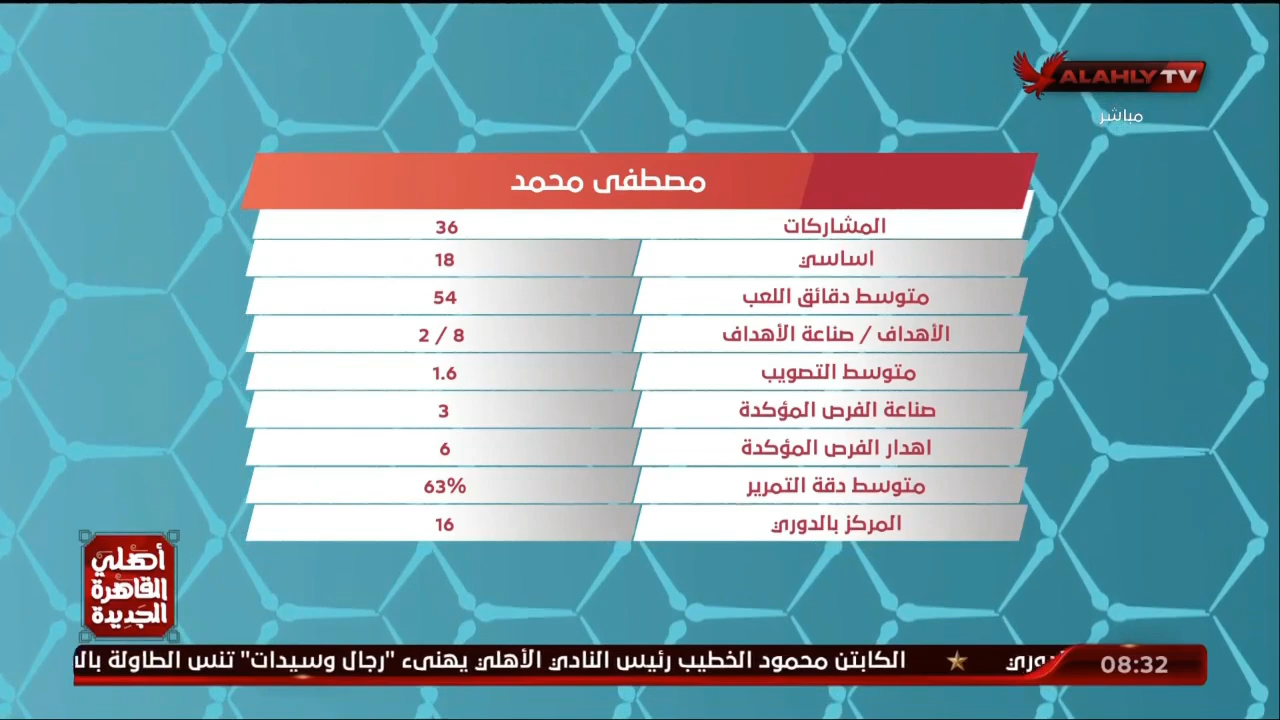 ALAHLY TV
مباشر
مصطفى محمد
المشاركات 36
اساسي 18
متوسط دقائق اللعب 54
الأهداف / صناعة الأهداف 8 / 2
متوسط التصويب 1.6
صناعة الفرص المؤكدة 3
اهدار الفرص المؤكدة 6
متوسط دقة التمرير 63%
المركز بالدوري 16
أهلي
القاهرة
الجديدة
الكابتن محمود الخطيب رئيس النادي الأهلي يهنىء "رجال وسيدات" تنس الطاولة
08:32